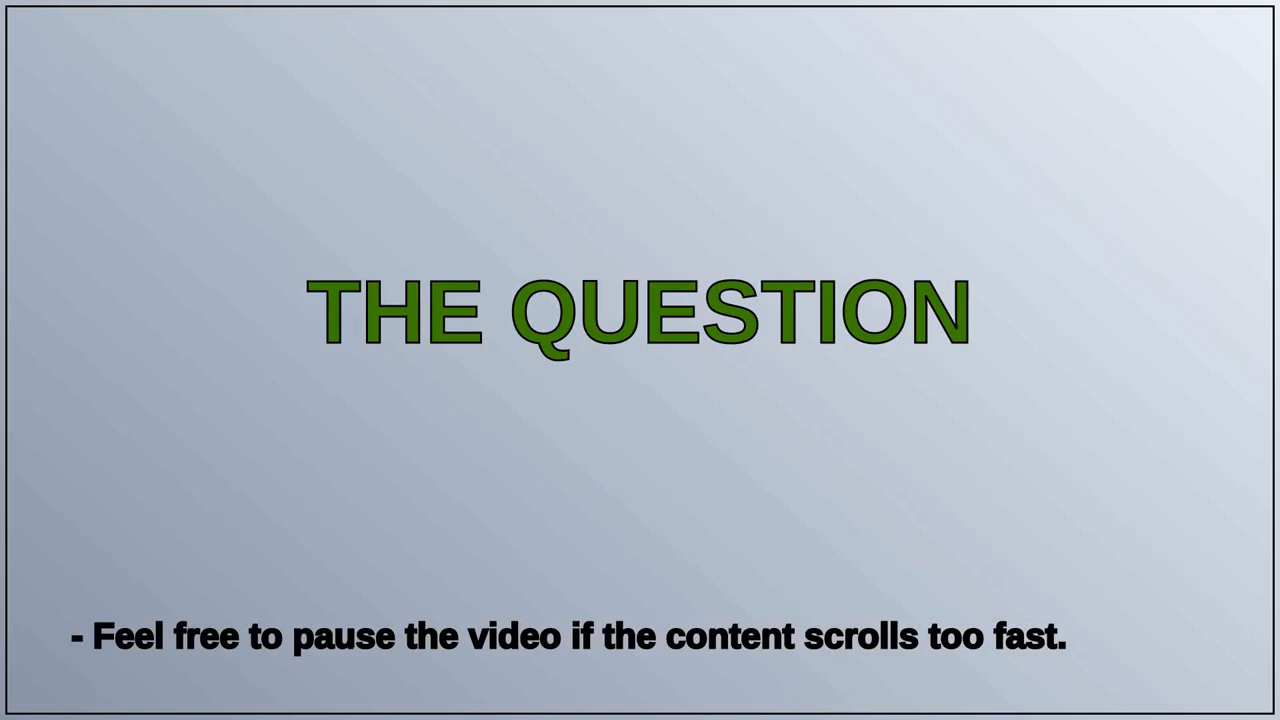 THE QUESTION
- Feel free to pause the video if the content scrolls too fast.